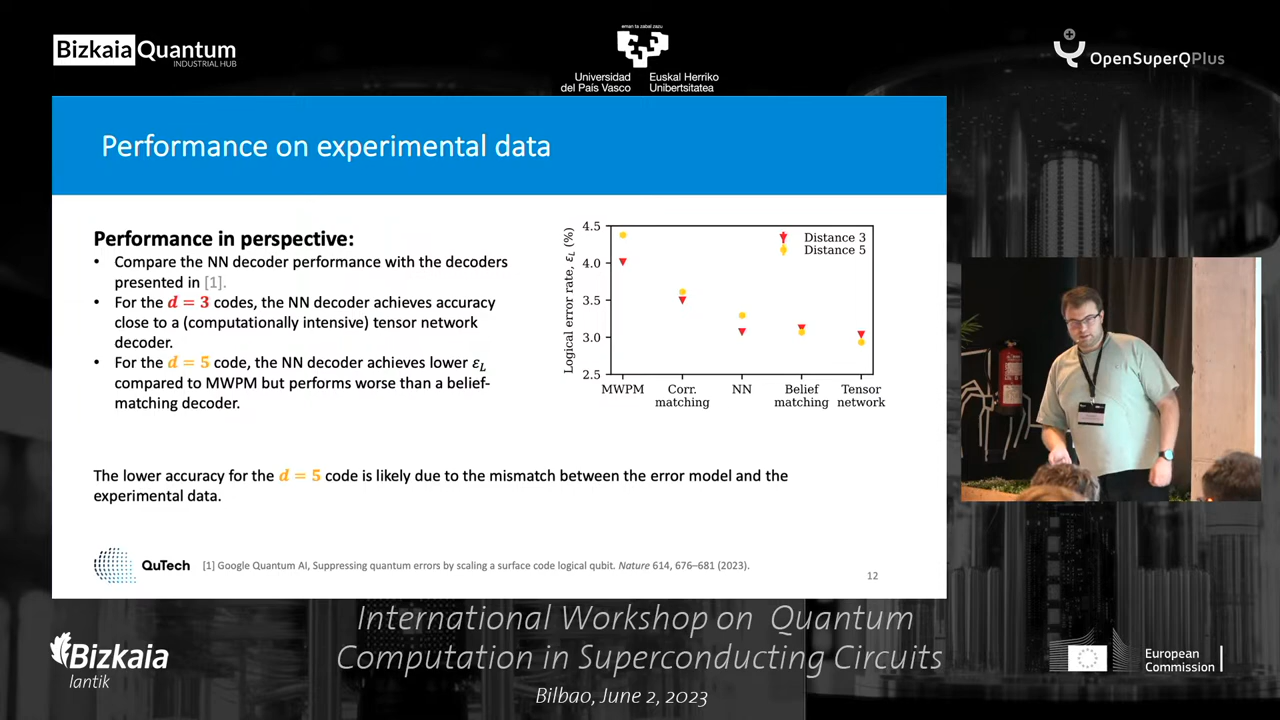 Bizkaia Quantum
INDUSTRIAL HUB
eman ta zabal zazu
Universidad del País Vasco
Euskal Herriko Unibertsitatea
OpenSuperQPlus
Performance on experimental data
Performance in perspective:
• Compare the NN decoder performance with the decoders
presented in [1].
• For the d = 3 codes, the NN decoder achieves accuracy
close to a (computationally intensive) tensor network
decoder.
• For the d = 5 code, the NN decoder achieves lower ε_L
compared to MWPM but performs worse than a belief-
matching decoder.
Logical error rate, ε_L (%)
4.5
4.0
3.5
3.0
2.5
Distance 3
Distance 5
MWPM
Corr. matching
NN
Belief matching
Tensor network
The lower accuracy for the d = 5 code is likely due to the mismatch between the error model and the
experimental data.
QuTech
[1] Google Quantum AI, Suppressing quantum errors by scaling a surface code logical qubit. Nature 614, 676–681 (2023).
12
International Workshop on Quantum
Computation in Superconducting Circuits
Bilbao, June 2, 2023
Bizkaia
lantik
European
Commission